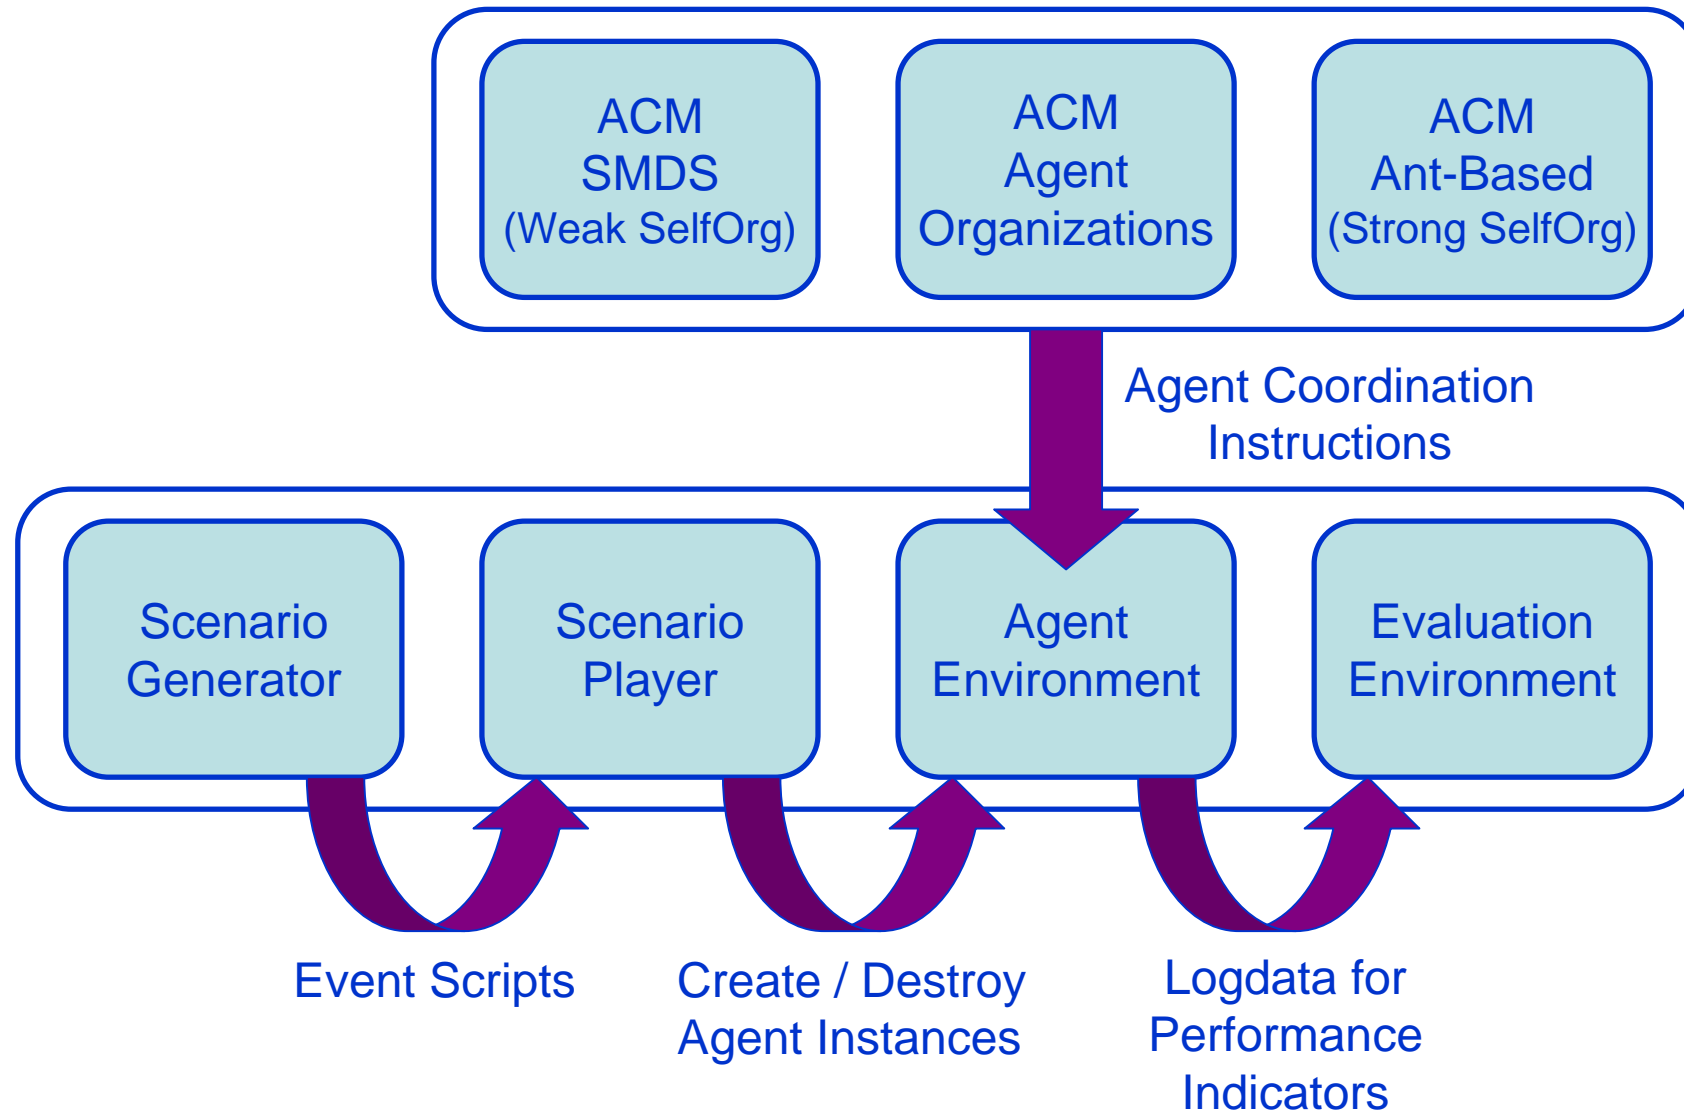 ACM
SMDS
(Weak SelfOrg)
ACM
Agent
Organizations
ACM
Ant-Based
(Strong SelfOrg)
Agent Coordination
Instructions
Scenario
Generator
Scenario
Player
Agent
Environment
Evaluation
Environment
Event Scripts
Create / Destroy
Agent Instances
Logdata for
Performance
Indicators